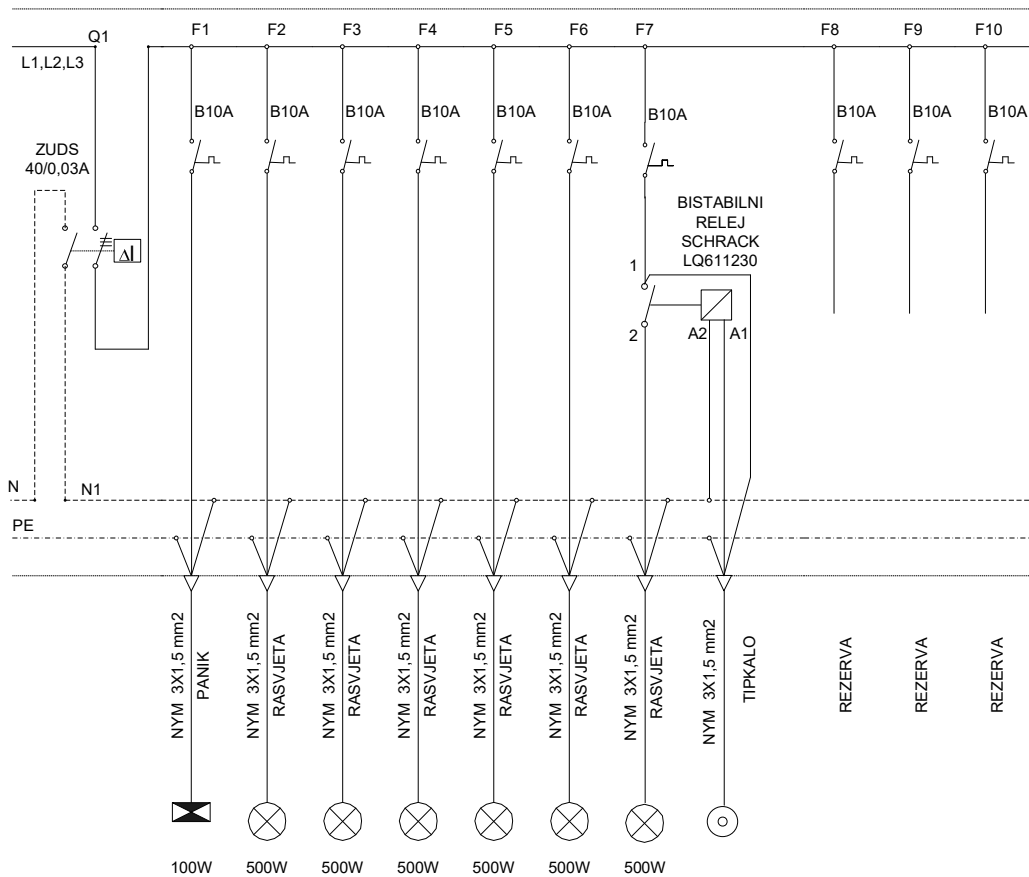 Q1
F1 F2 F3 F4 F5 F6 F7 F8 F9 F10
L1,L2,L3
B10A B10A B10A B10A B10A B10A B10A B10A B10A B10A
ZUDS
40/0,03A
ΔI
BISTABILNI
RELEJ
SCHRACK
LQ611230
1
2
A2 A1
N
N1
PE
NYM 3X1,5 mm2
PANIK
NYM 3X1,5 mm2
RASVJETA
NYM 3X1,5 mm2
RASVJETA
NYM 3X1,5 mm2
RASVJETA
NYM 3X1,5 mm2
RASVJETA
NYM 3X1,5 mm2
RASVJETA
NYM 3X1,5 mm2
RASVJETA
NYM 3X1,5 mm2
TIPKALO
REZERVA
REZERVA
REZERVA
100W 500W 500W 500W 500W 500W 500W